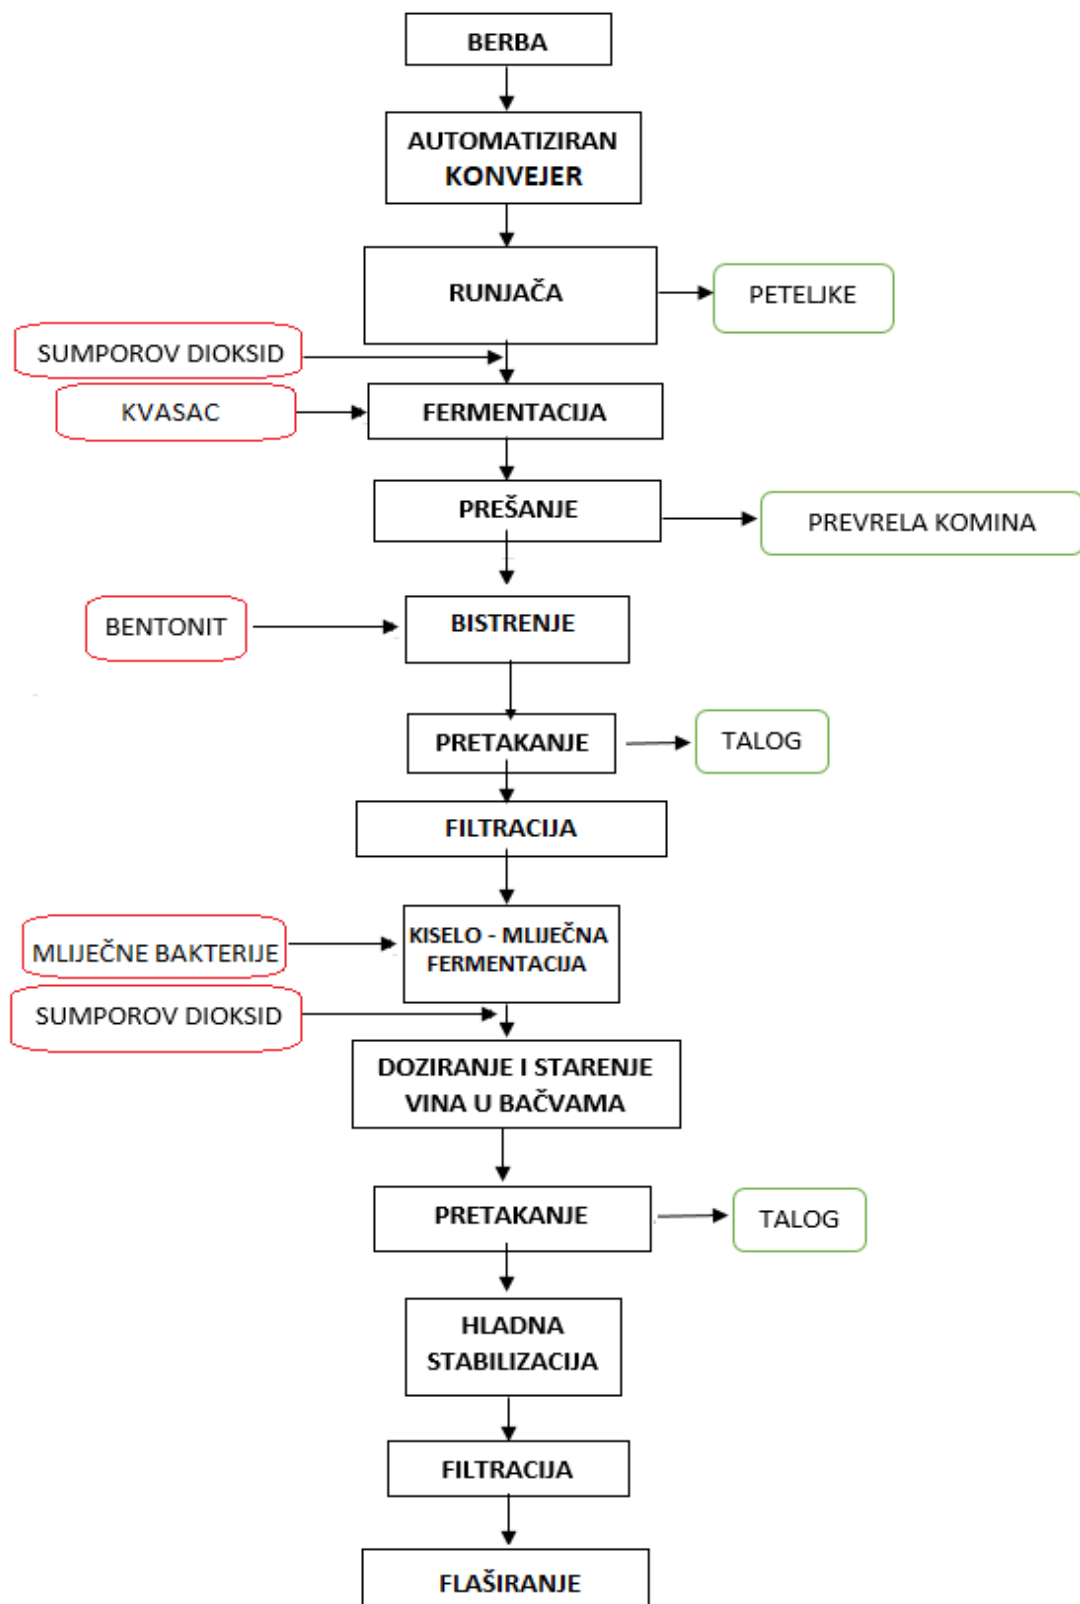 BERBA
AUTOMATIZIRAN
KONVEJER
RUNJAČA
PETELJKE
SUMPOROV DIOKSID
KVASAC
FERMENTACIJA
PREŠANJE
PREVRELA KOMINA
BENTONIT
BISTRENJE
PRETAKANJE
TALOG
FILTRACIJA
MLIJEČNE BAKTERIJE
KISELO - MLIJEČNA
FERMENTACIJA
SUMPOROV DIOKSID
DOZIRANJE I STARENJE
VINA U BAČVAMA
PRETAKANJE
TALOG
HLADNA
STABILIZACIJA
FILTRACIJA
FLAŠIRANJE